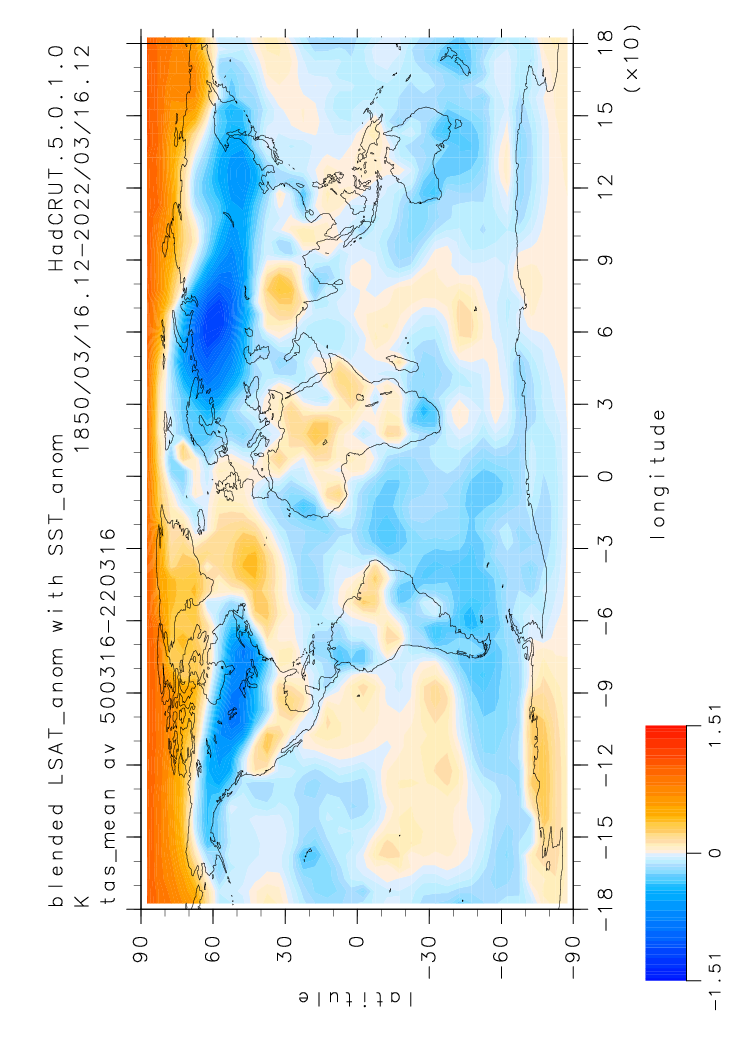 blended LSAT_anom with SST_anom HadCRUT.5.0.1.0
K 1850/03/16.12-2022/03/16.12
tas_mean av 500316-220316
latitude
90
60
30
0
-30
-60
-90
-18 -15 -12 -9 -6 -3 0 3 6 9 12 15 18
(x10)
longitude
-1.51 0 1.51